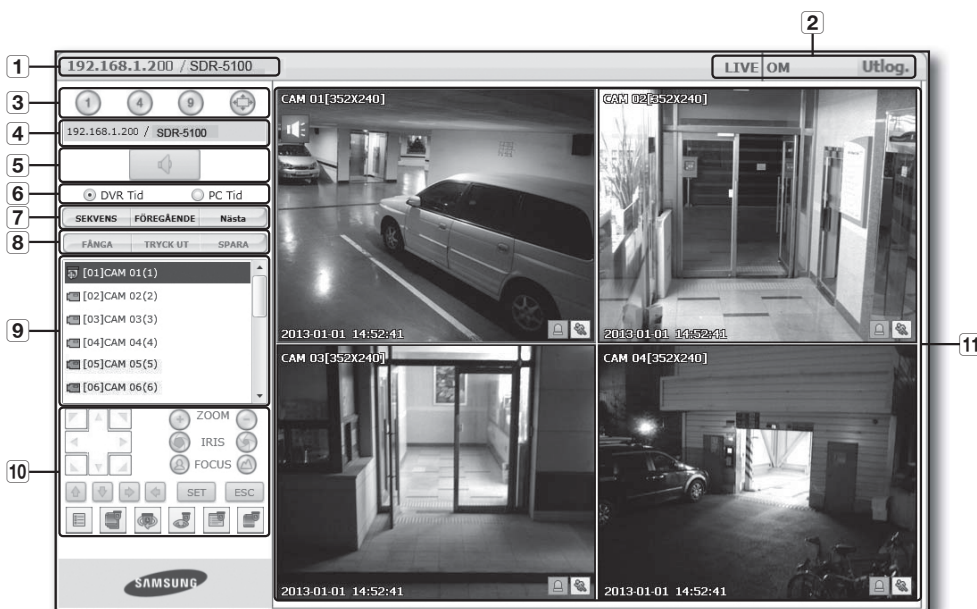 2
1
192.168.1.200 / SDR-5100
LIVE OM Utlog.
3
1 4 9
4
192.168.1.200 / SDR-5100
5
6
DVR Tid PC Tid
7
SEKVENS FÖREGÅENDE Nästa
8
FÅNGA TRYCK UT SPARA
9
[01]CAM 01(1)
[02]CAM 02(2)
[03]CAM 03(3)
[04]CAM 04(4)
[05]CAM 05(5)
[06]CAM 06(6)
10
ZOOM
IRIS
FOCUS
SET ESC
SAMSUNG
CAM 01[352X240]
2013-01-01 14:52:41
CAM 02[352X240]
2013-01-01 14:52:41
CAM 03[352X240]
2013-01-01 14:52:41
CAM 04[352X240]
2013-01-01 14:52:41
11